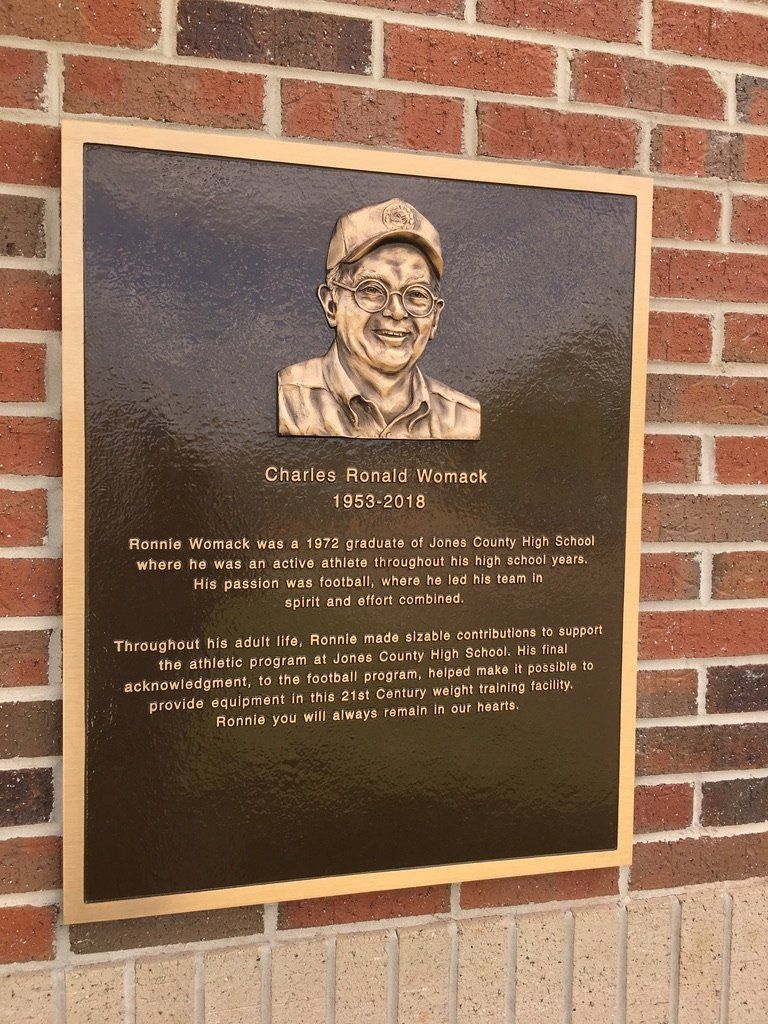 Charles Ronald Womack
1953-2018
Ronnie Womack was a 1972 graduate of Jones County High School
where he was an active athlete throughout his high school years.
His passion was football, where he led his team in
spirit and effort combined.
Throughout his adult life, Ronnie made sizable contributions to support
the athletic program at Jones County High School. His final
acknowledgment, to the football program, helped make it possible to
provide equipment in this 21st Century weight training facility.
Ronnie you will always remain in our hearts.